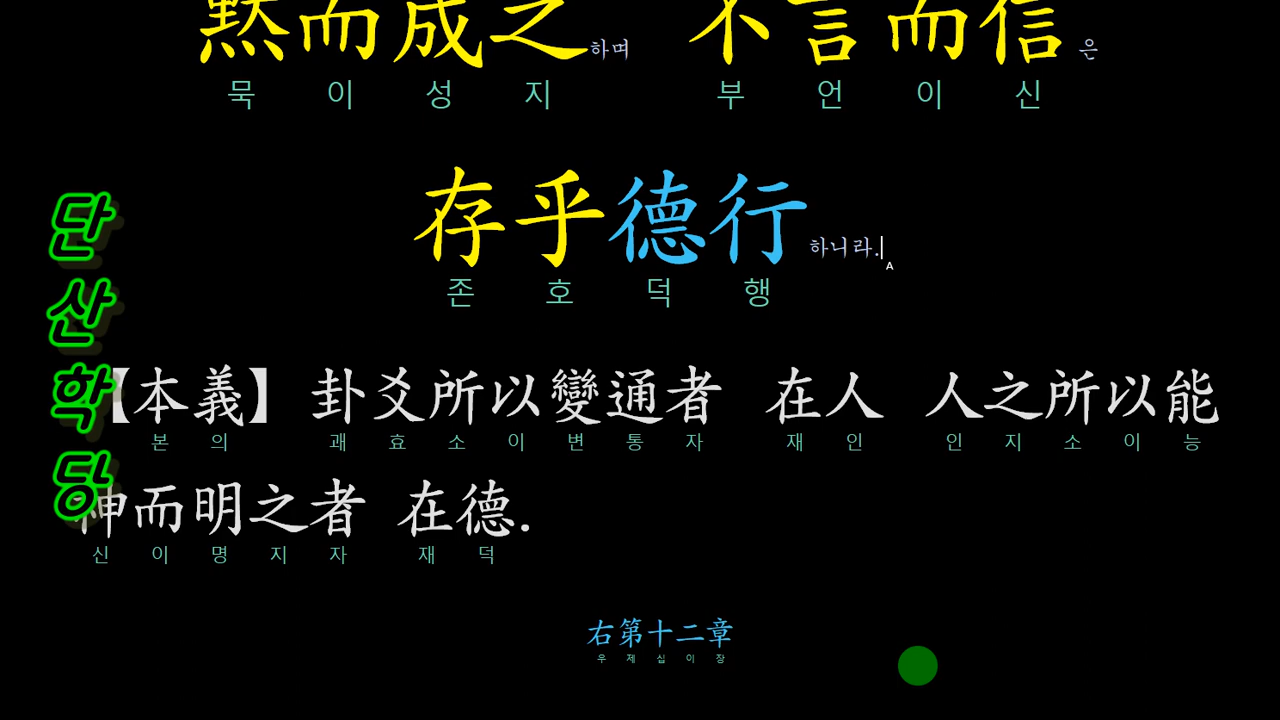 黙而成之하며 不言而信은
묵 이 성 지 부 언 이 신
存乎德行하니라.
존 호 덕 행
【本義】 卦爻所以變通者 在人 人之所以能
본 의 괘 효 소 이 변 통 자 재 인 인 지 소 이 능
神而明之者 在德.
신 이 명 지 자 재 덕
右第十二章
우 제 십 이 장
단산학당